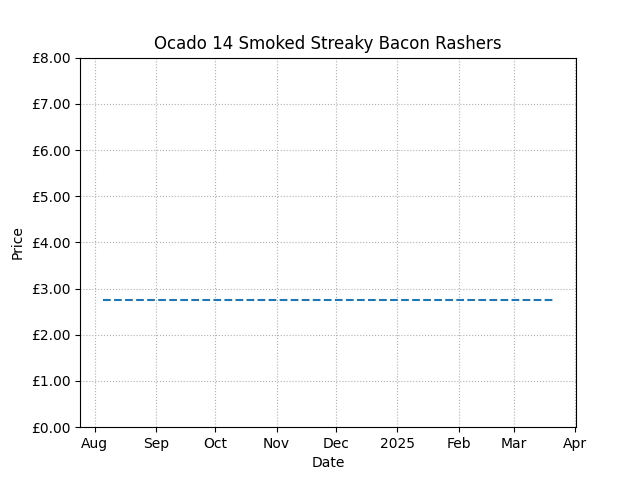 Ocado 14 Smoked Streaky Bacon Rashers
£8.00
£7.00
£6.00
£5.00
£4.00
£3.00
£2.00
£1.00
£0.00
Price
Aug Sep Oct Nov Dec 2025 Feb Mar Apr
Date